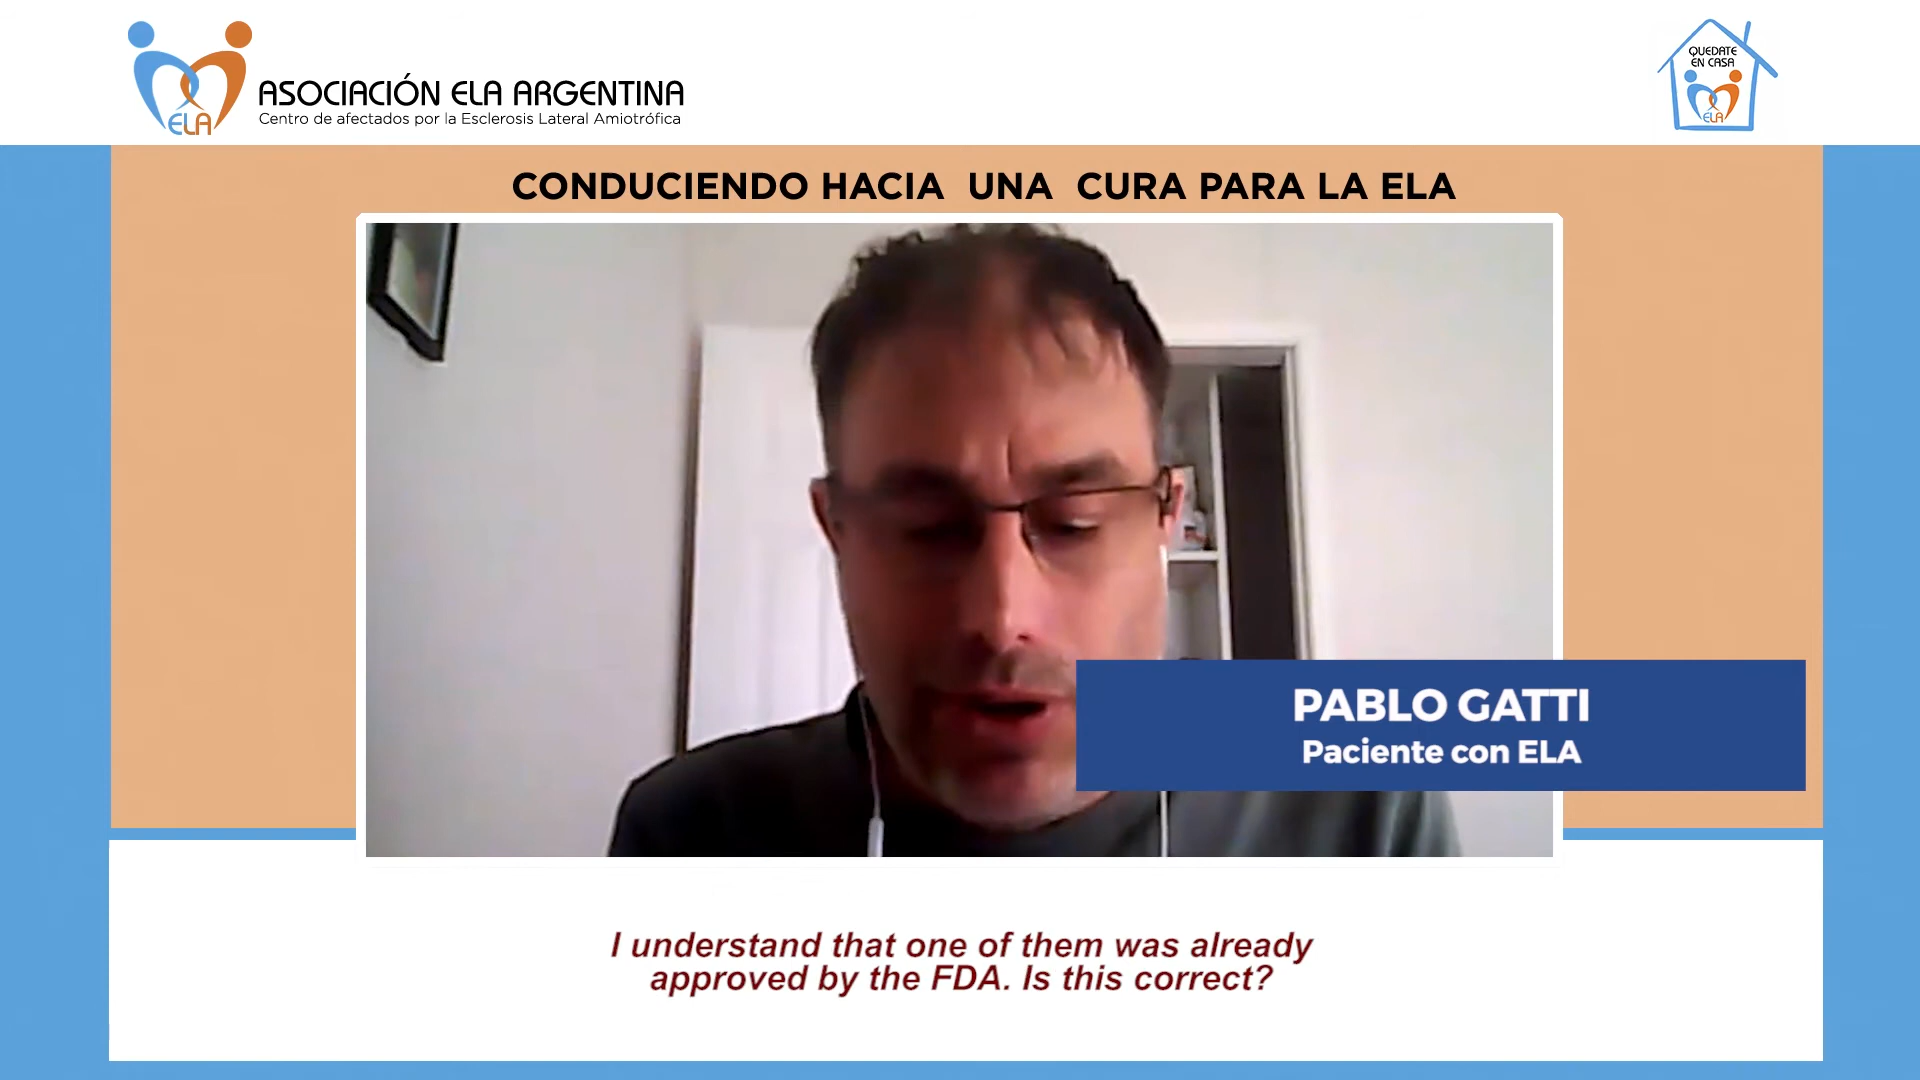 ASOCIACIÓN ELA ARGENTINA
Centro de afectados por la Esclerosis Lateral Amiotrófica
ELA
QUEDATE
EN CASA
ELA
CONDUCIENDO HACIA UNA CURA PARA LA ELA
PABLO GATTI
Paciente con ELA
I understand that one of them was already
approved by the FDA. Is this correct?